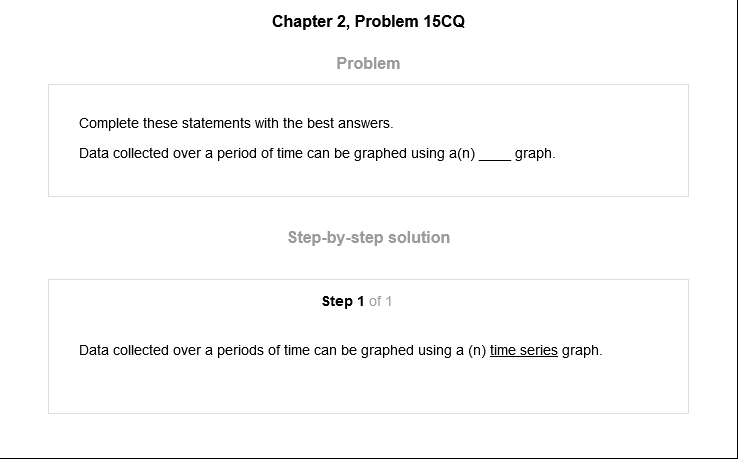 Chapter 2, Problem 15CQ
Problem
Complete these statements with the best answers.
Data collected over a period of time can be graphed using a(n) ____ graph.
Step-by-step solution
Step 1 of 1
Data collected over a periods of time can be graphed using a (n) time series graph.